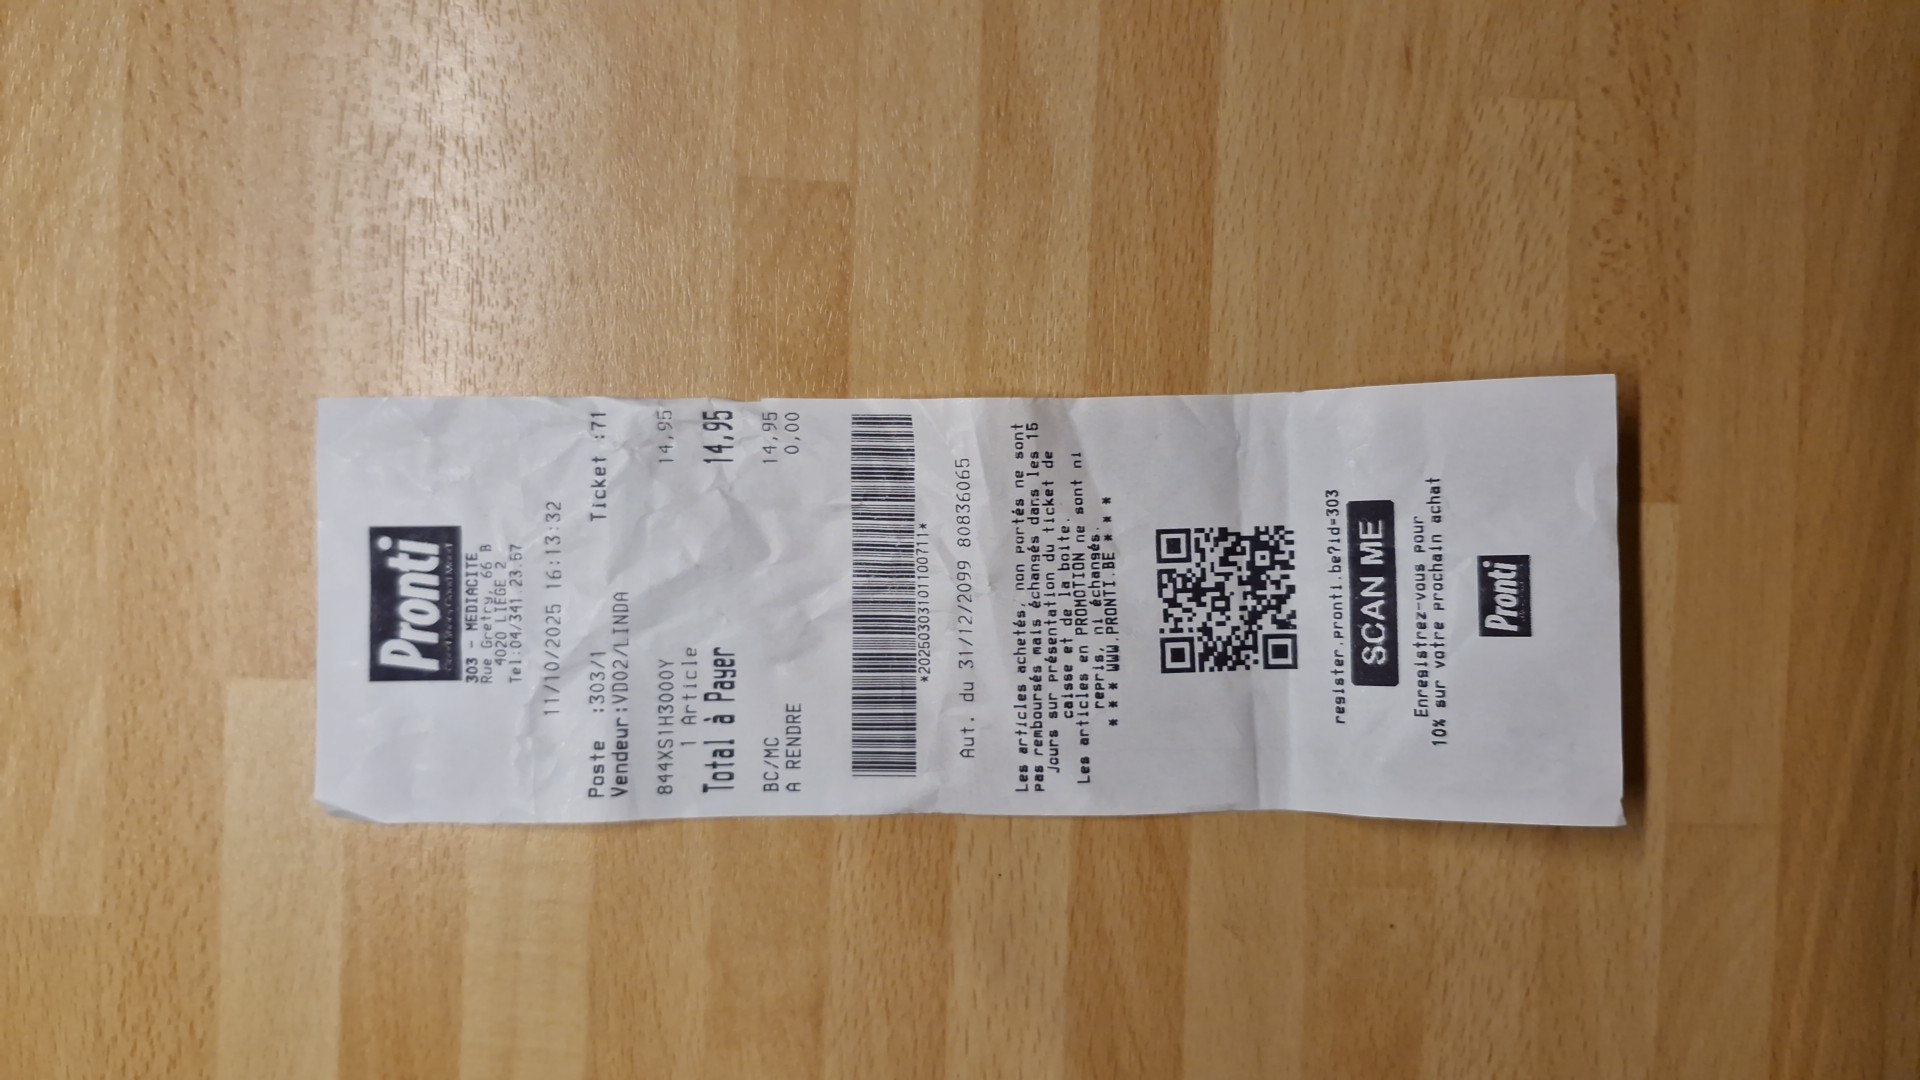 Pronti
303 - MEDIACITE
Rue Gretry, 66 B
4020 LIEGE 2
Tel:04/341.23.57
11/10/2025 16:13:32
Poste :303/1 Ticket :71
Vendeur:VD02/LINDA
844XS1H3000Y 14,95
1 Article
Total à Payer 14,95
BC/MC 14,95
A RENDRE 0,00
*20250303101100711*
Aut. du 31/12/2099 80836065
Les articles achetés, non portés ne sont
pas remboursés mais échangés dans les 15
Jours sur présentation du ticket de
caisse et de la boite.
Les articles en PROMOTION ne sont ni
repris, ni échangés.
* * * WWW.PRONTI.BE * * *
register.pronti.be?id=303
SCAN ME
Enregistrez-vous pour
10% sur votre prochain achat
Pronti